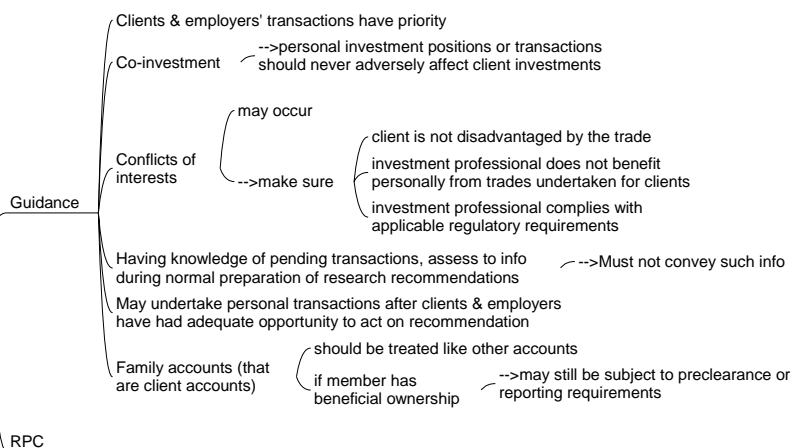 Clients & employers' transactions have priority
Co-investment
-->personal investment positions or transactions
should never adversely affect client investments
Conflicts of
interests
may occur
-->make sure
client is not disadvantaged by the trade
investment professional does not benefit
personally from trades undertaken for clients
investment professional complies with
applicable regulatory requirements
Guidance
Having knowledge of pending transactions, assess to info
during normal preparation of research recommendations
-->Must not convey such info
May undertake personal transactions after clients & employers
have had adequate opportunity to act on recommendation
Family accounts (that
are client accounts)
should be treated like other accounts
if member has
beneficial ownership
-->may still be subject to preclearance or
reporting requirements
RPC